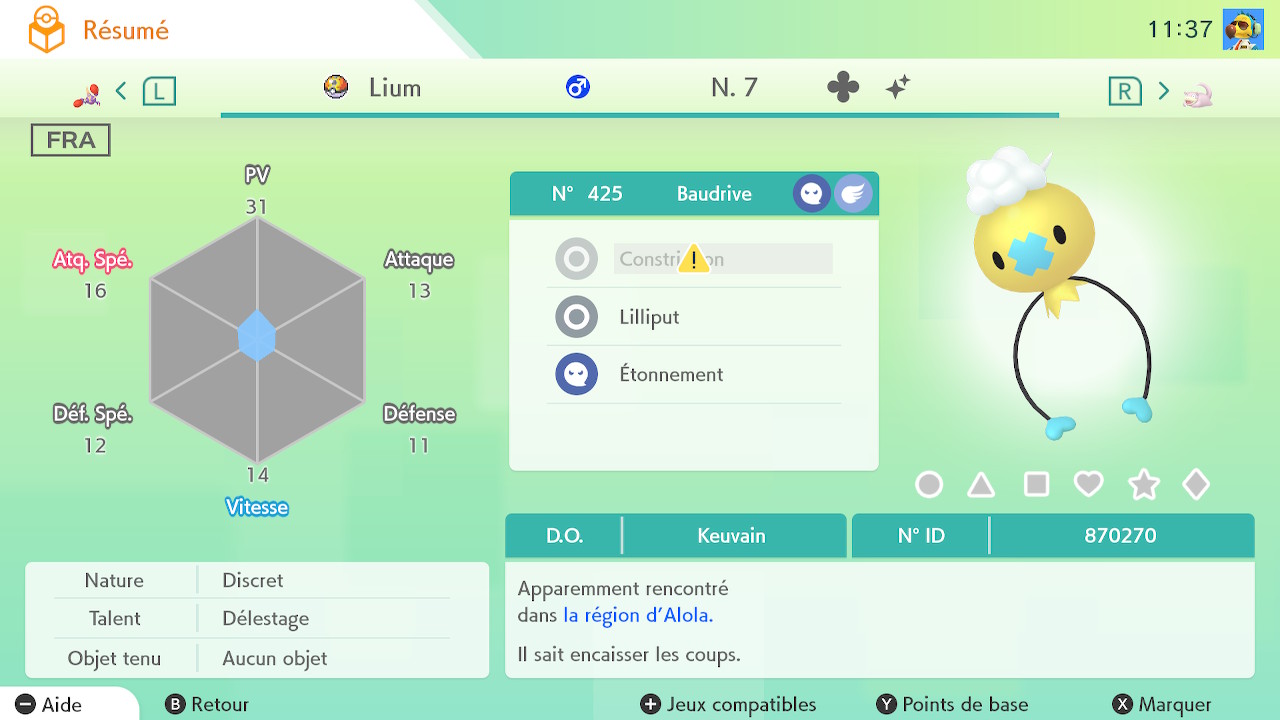 Résumé
11:37
L
Lium
N. 7
R
FRA
PV
31
Atq. Spé.
16
Attaque
13
Déf. Spé.
12
Défense
11
14
Vitesse
N° 425 Baudrive
Lilliput
Étonnement
D.O. Keuvain N° ID 870270
Nature Discret
Talent Délestage
Objet tenu Aucun objet
Apparemment rencontré
dans la région d'Alola.
Il sait encaisser les coups.
Aide
B Retour
Jeux compatibles
Y Points de base
X Marquer